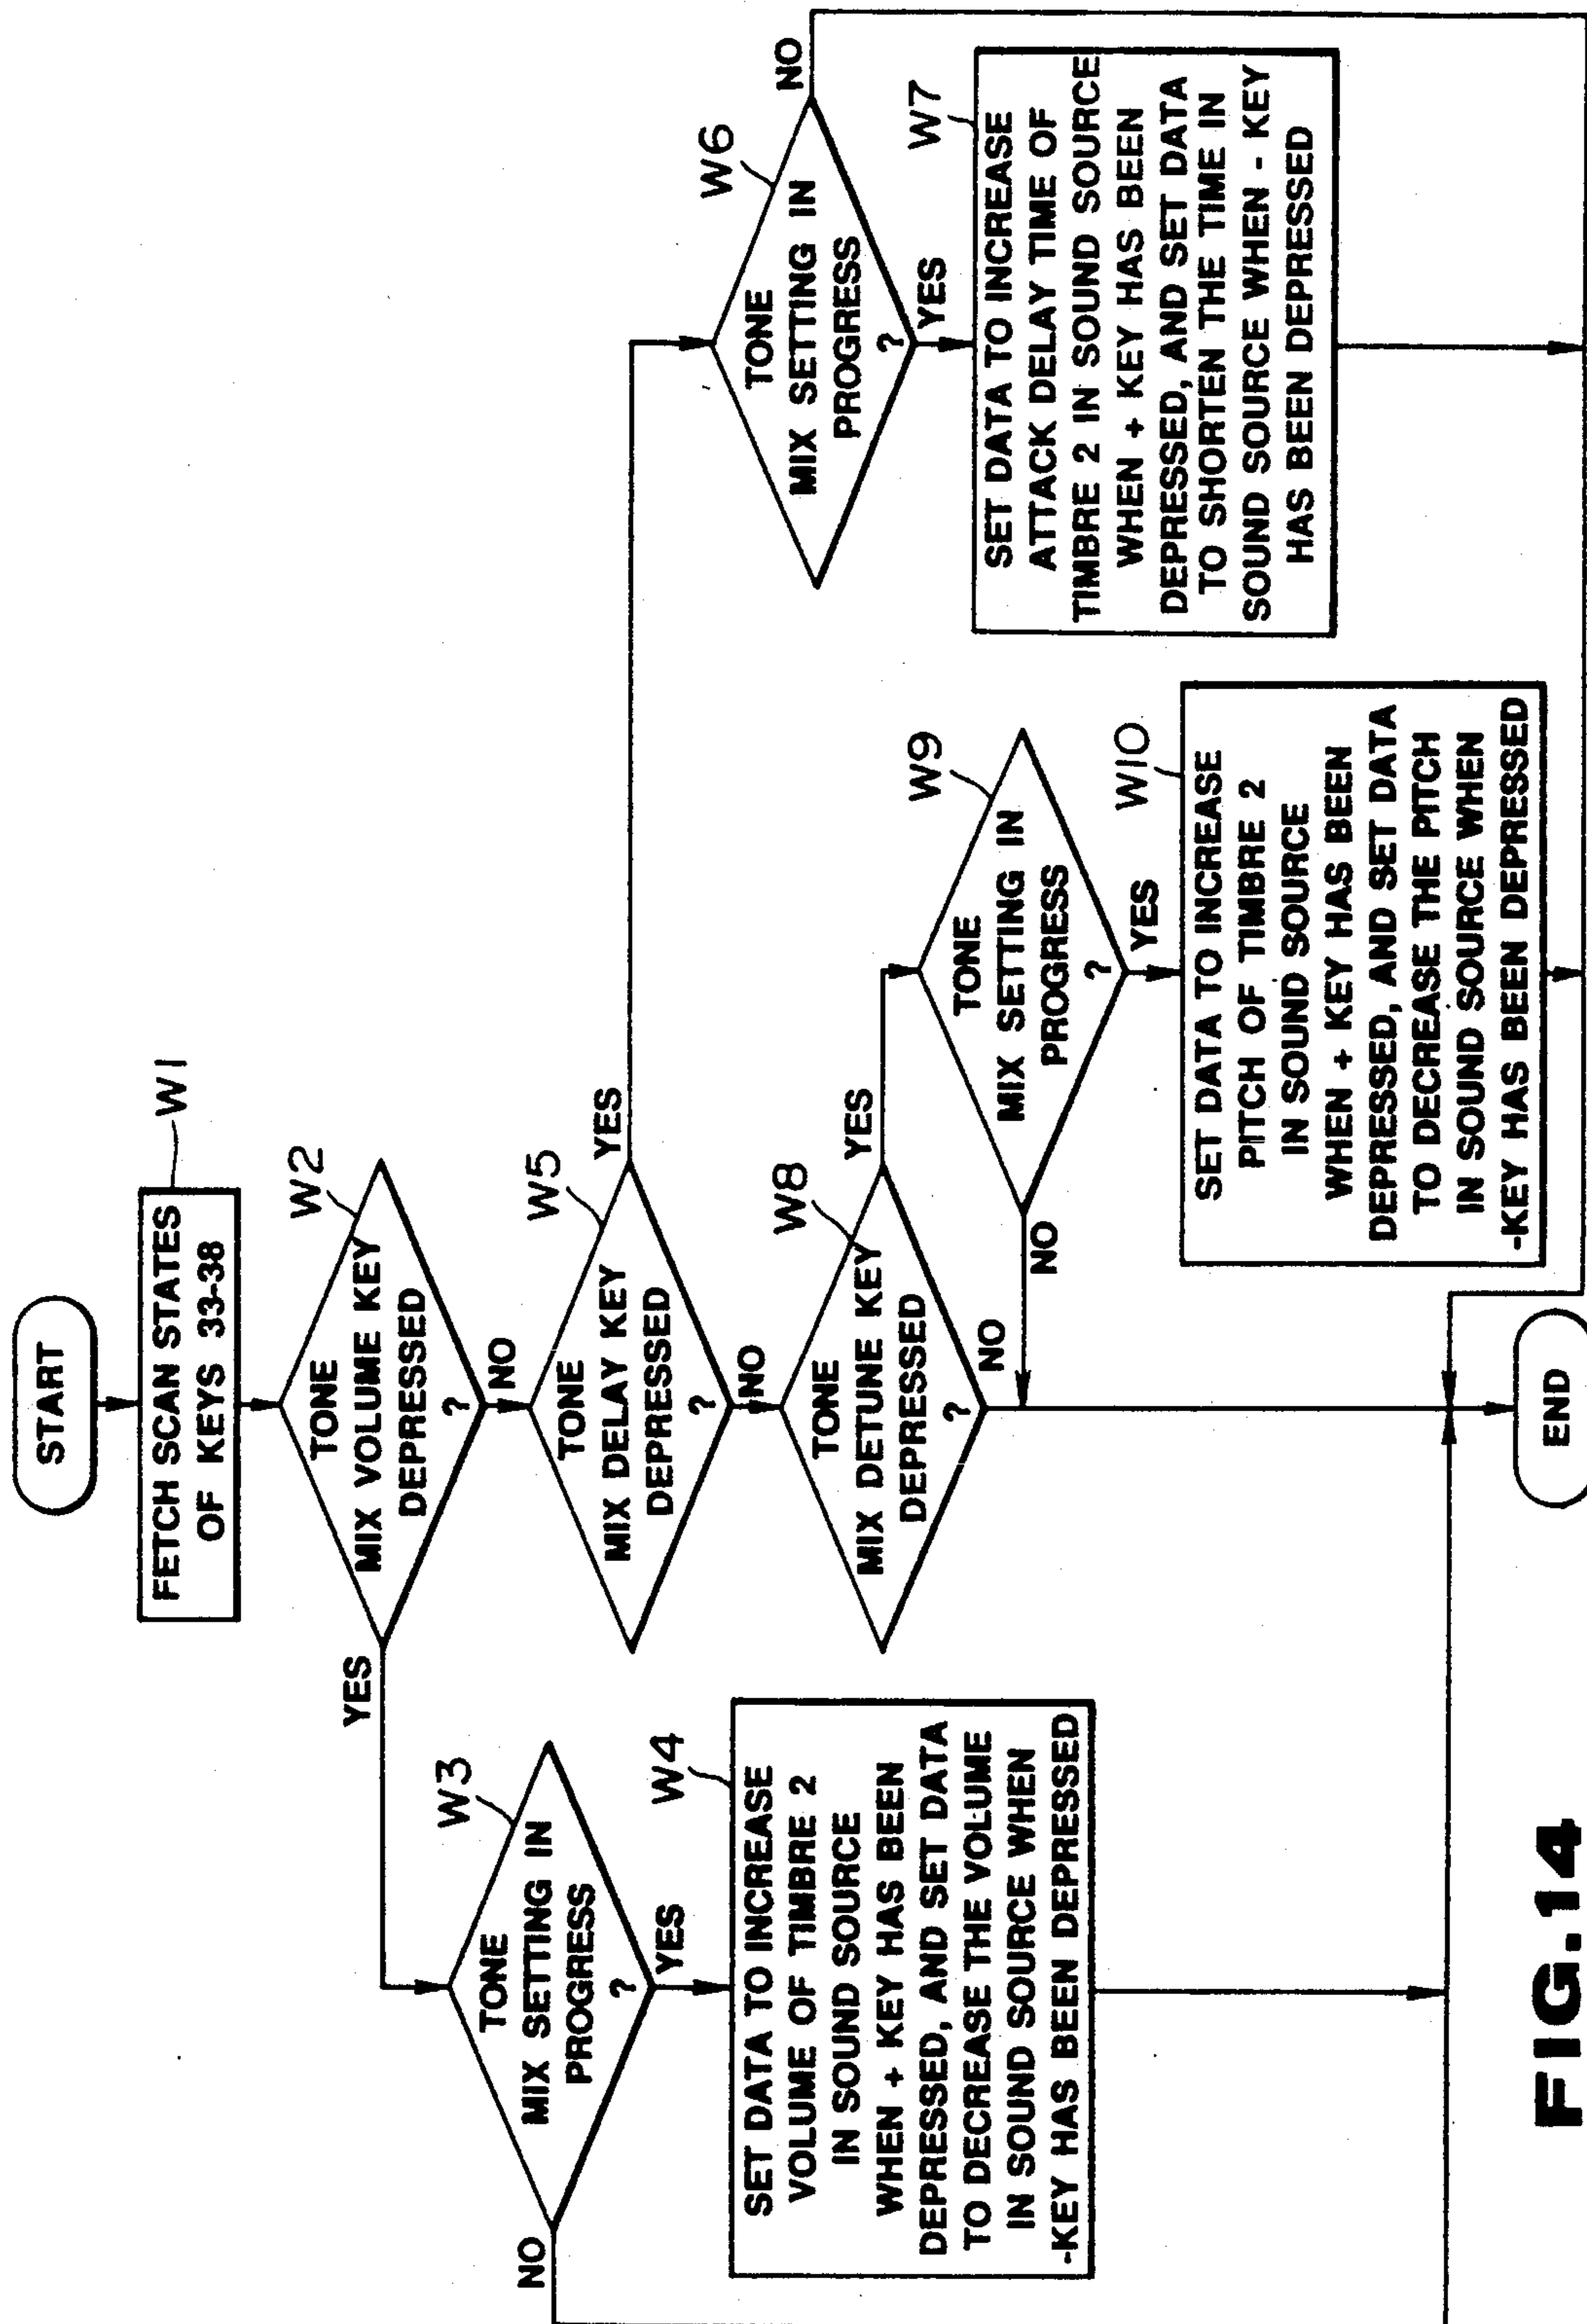 START
W1
FETCH SCAN STATES
OF KEYS 33-38
W2
TONE
MIX VOLUME KEY
DEPRESSED
?
YES
NO
W3
TONE
MIX SETTING IN
PROGRESS
?
NO
YES
W4
SET DATA TO INCREASE
VOLUME OF TIMBRE 2
IN SOUND SOURCE
WHEN + KEY HAS BEEN
DEPRESSED, AND SET DATA
TO DECREASE THE VOLUME
IN SOUND SOURCE WHEN
-KEY HAS BEEN DEPRESSED
W5
TONE
MIX DELAY KEY
DEPRESSED
?
YES
NO
W6
TONE
MIX SETTING IN
PROGRESS
?
NO
YES
W7
SET DATA TO INCREASE
ATTACK DELAY TIME OF
TIMBRE 2 IN SOUND SOURCE
WHEN + KEY HAS BEEN
DEPRESSED, AND SET DATA
TO SHORTEN THE TIME IN
SOUND SOURCE WHEN - KEY
HAS BEEN DEPRESSED
W8
TONE
MIX DETUNE KEY
DEPRESSED
?
YES
NO
W9
TONE
MIX SETTING IN
PROGRESS
?
NO
YES
W10
SET DATA TO INCREASE
PITCH OF TIMBRE 2
IN SOUND SOURCE
WHEN + KEY HAS BEEN
DEPRESSED, AND SET DATA
TO DECREASE THE PITCH
IN SOUND SOURCE WHEN
-KEY HAS BEEN DEPRESSED
END
FIG.14